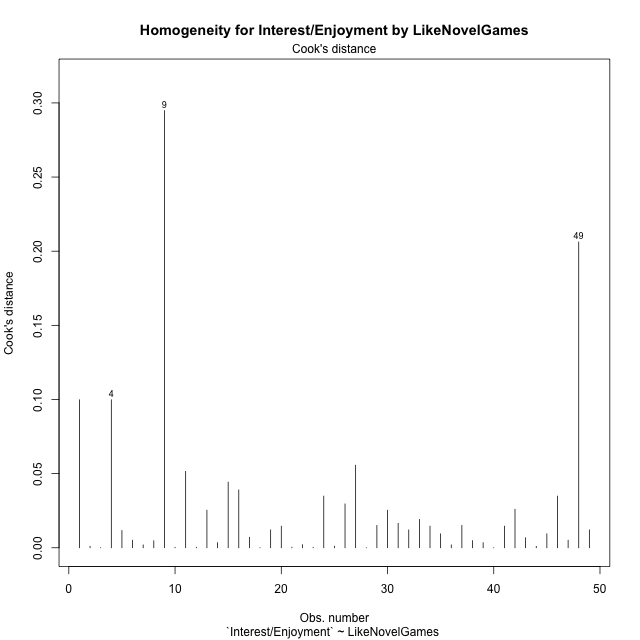 Homogeneity for Interest/Enjoyment by LikeNovelGames
Cook's distance
Cook's distance
0.30
0.25
0.20
0.15
0.10
0.05
0.00
9
49
4
0 10 20 30 40 50
Obs. number
`Interest/Enjoyment` ~ LikeNovelGames